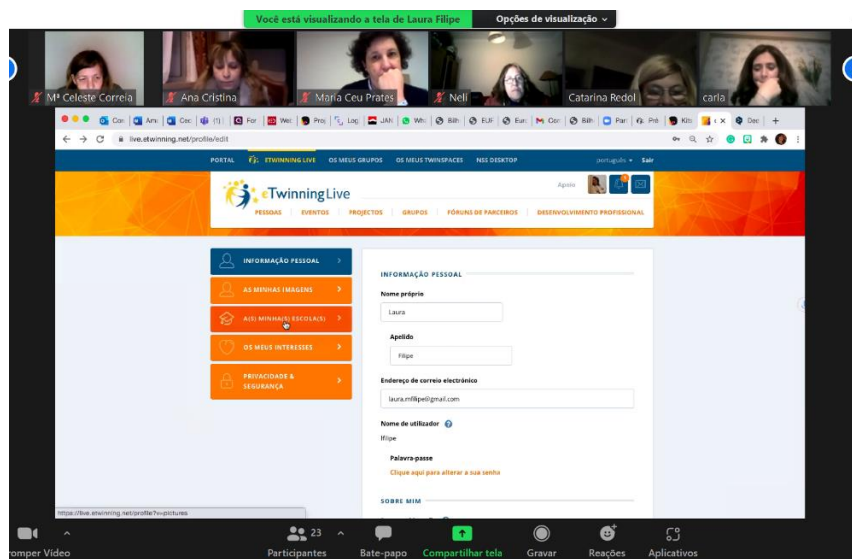 Você está visualizando a tela de Laura Filipe
Opções de visualização
Mª Celeste Correia
Ana Cristina
Maria Ceu Prates
Neli
Catarina Redol
carla
live.etwinning.net/profile/edit
PORTAL ETWINNING LIVE OS MEUS GRUPOS OS MEUS TWINSPACES NSS DESKTOP português Sair
eTwinningLive
Apoio
PESSOAS EVENTOS PROJECTOS GRUPOS FÓRUNS DE PARCEIROS DESENVOLVIMENTO PROFISSIONAL
INFORMAÇÃO PESSOAL
AS MINHAS IMAGENS
A(S) MINHA(S) ESCOLA(S)
OS MEUS INTERESSES
PRIVACIDADE &
SEGURANÇA
INFORMAÇÃO PESSOAL
Nome próprio
Laura
Apelido
Filipe
Endereço de correio electrónico
laura.mfilipe@gmail.com
Nome de utilizador
lfilipe
Palavra-passe
Clique aqui para alterar a sua senha
SOBRE MIM
https://live.etwinning.net/profile?v=pictures
23
romper Vídeo
Participantes
Bate-papo
Compartilhar tela
Gravar
Reações
Aplicativos